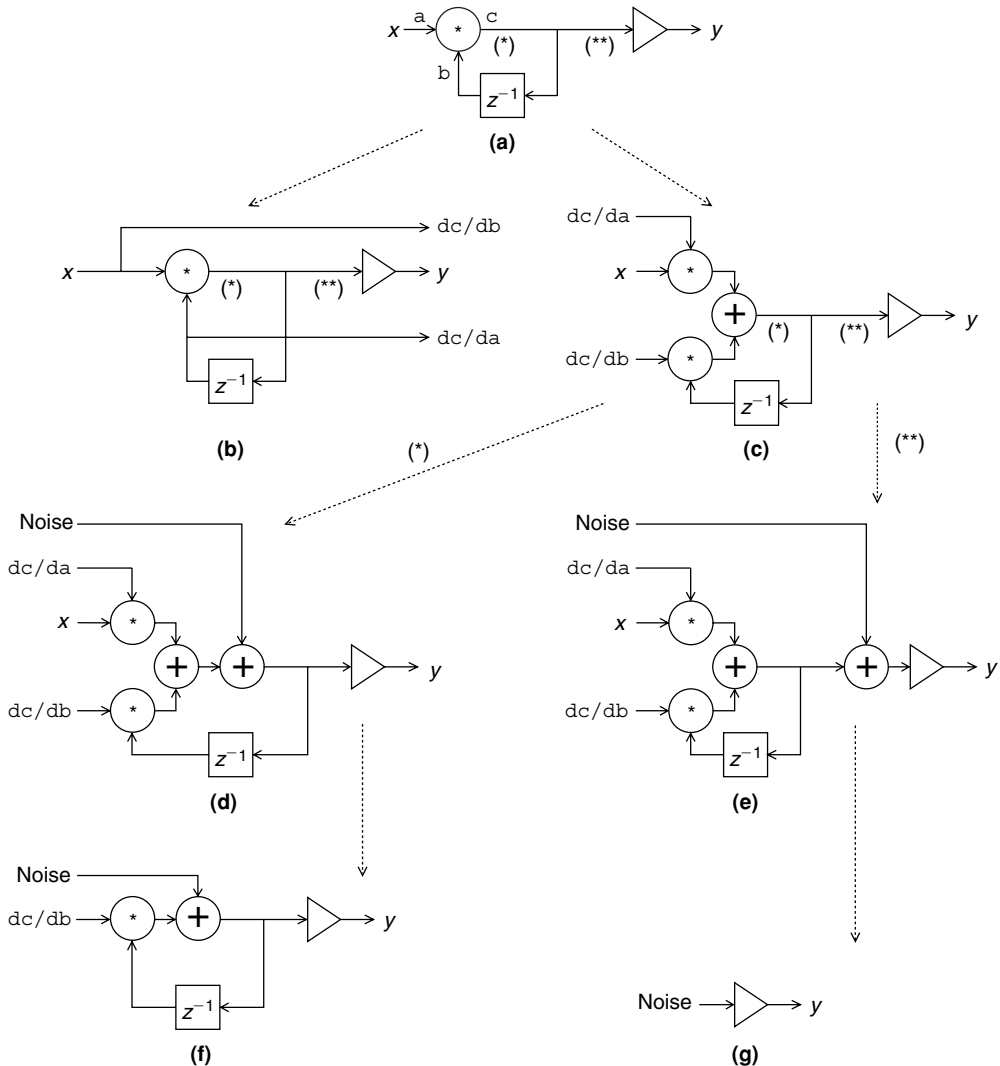 x a * c (*) (**) y
b
z⁻¹
(a)
dc/db
x * (*) (**) y
dc/da
z⁻¹
(b)
dc/da
x *
+ (*) (**) y
dc/db *
z⁻¹
(c)
(*)
(**)
Noise
dc/da
x *
+ + y
dc/db *
z⁻¹
(d)
Noise
dc/da
x *
+ + y
dc/db *
z⁻¹
(e)
Noise
dc/db * + y
z⁻¹
(f)
Noise y
(g)